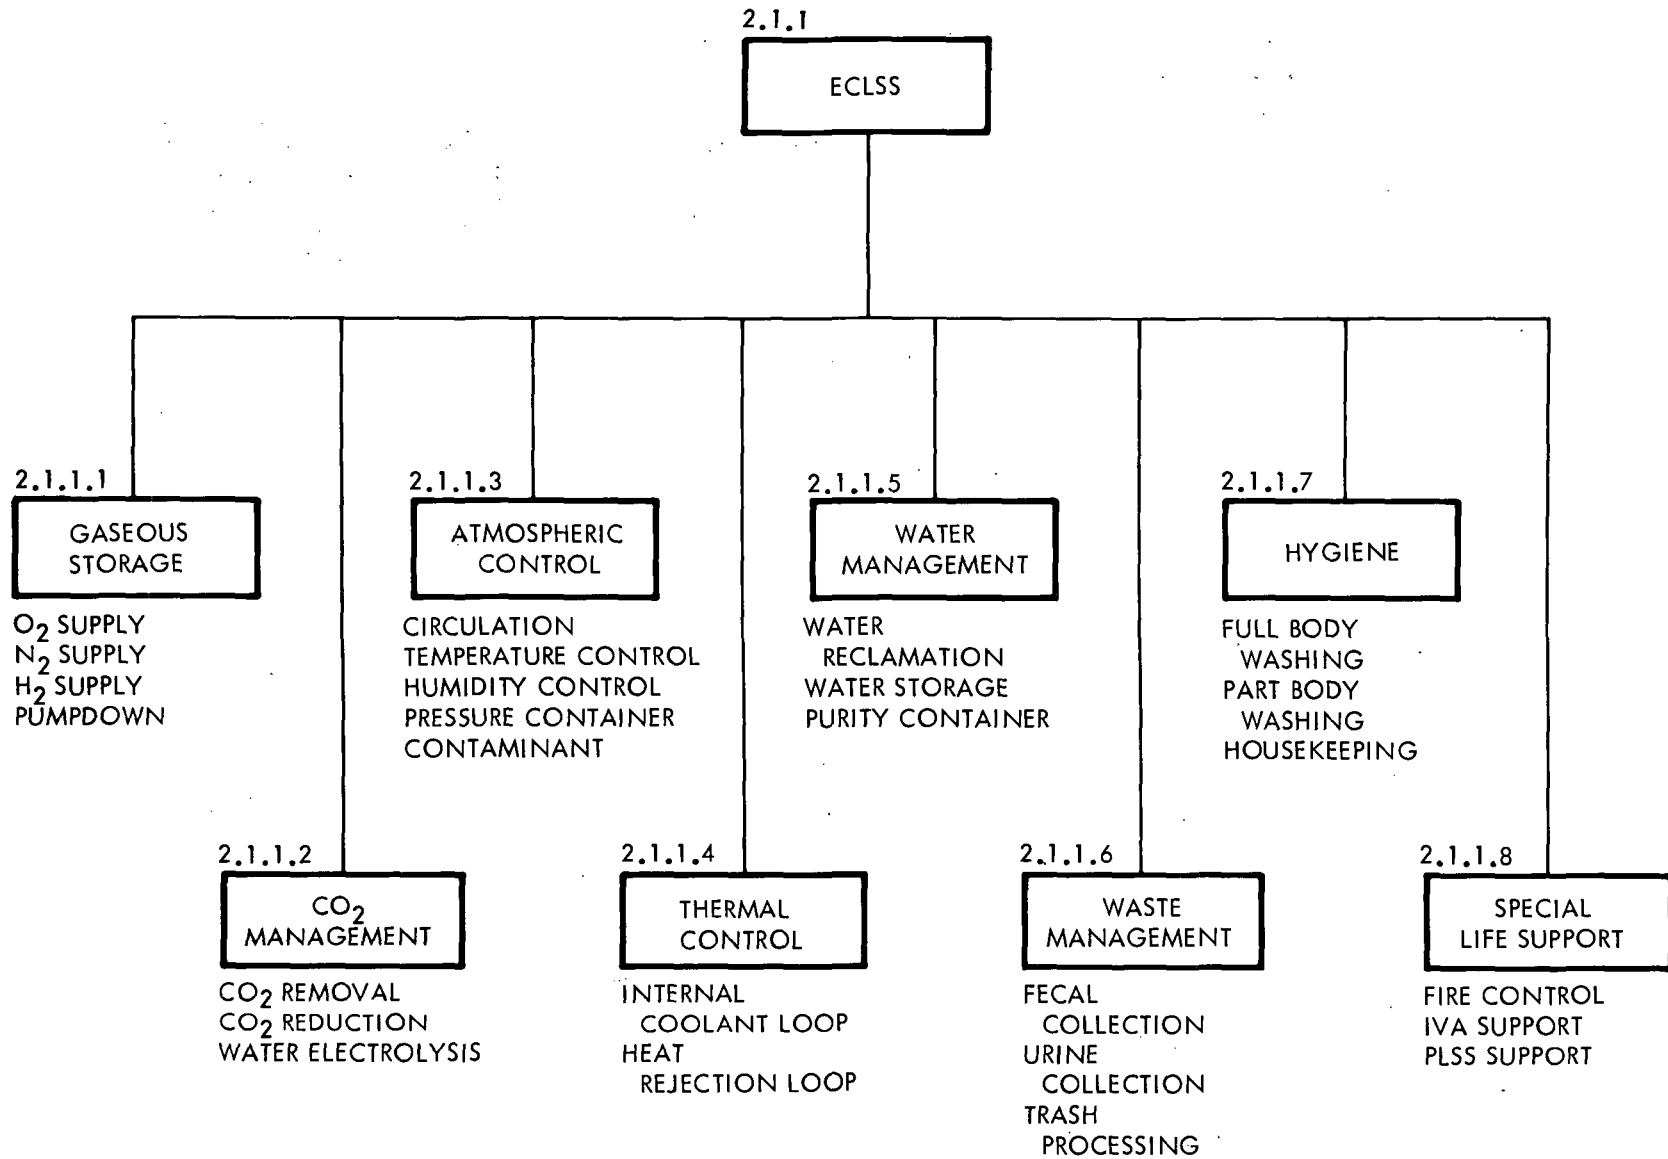 2.1.1
ECLSS
2.1.1.1
GASEOUS
STORAGE
O2 SUPPLY
N2 SUPPLY
H2 SUPPLY
PUMPDOWN
2.1.1.2
CO2
MANAGEMENT
CO2 REMOVAL
CO2 REDUCTION
WATER ELECTROLYSIS
2.1.1.3
ATMOSPHERIC
CONTROL
CIRCULATION
TEMPERATURE CONTROL
HUMIDITY CONTROL
PRESSURE CONTAINER
CONTAMINANT
2.1.1.4
THERMAL
CONTROL
INTERNAL
COOLANT LOOP
HEAT
REJECTION LOOP
2.1.1.5
WATER
MANAGEMENT
WATER
RECLAMATION
WATER STORAGE
PURITY CONTAINER
2.1.1.6
WASTE
MANAGEMENT
FECAL
COLLECTION
URINE
COLLECTION
TRASH
PROCESSING
2.1.1.7
HYGIENE
FULL BODY
WASHING
PART BODY
WASHING
HOUSEKEEPING
2.1.1.8
SPECIAL
LIFE SUPPORT
FIRE CONTROL
IVA SUPPORT
PLSS SUPPORT